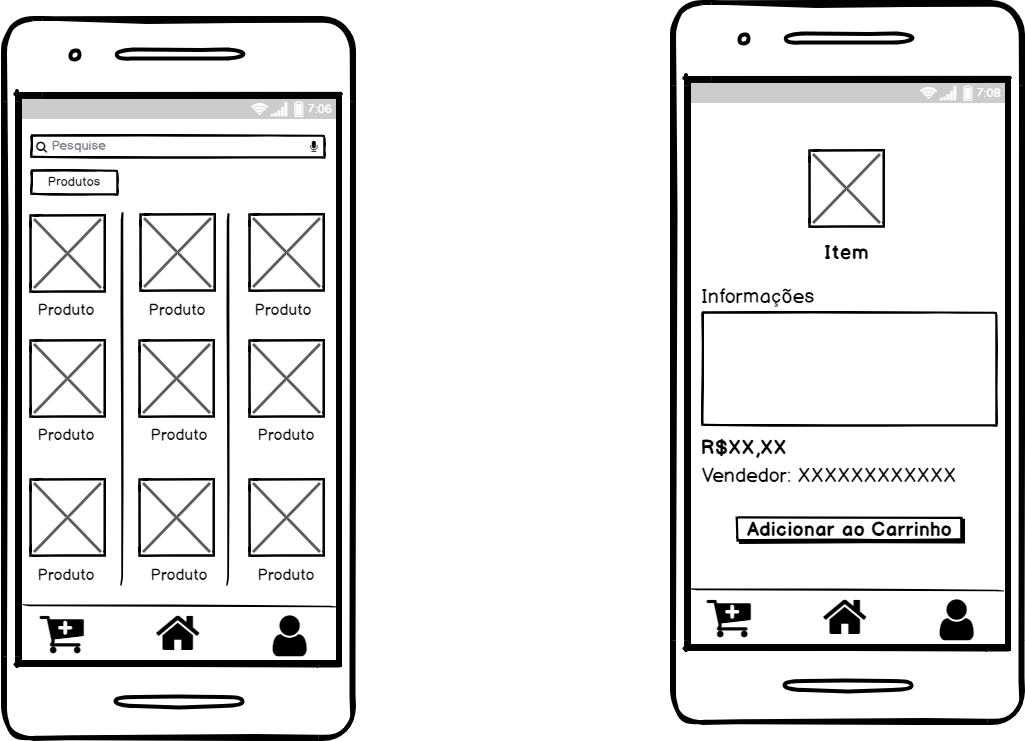 7:06
Pesquise
Produtos
Produto Produto Produto
Produto Produto Produto
Produto Produto Produto
7:08
Item
Informações
R$XX,XX
Vendedor: XXXXXXXXXXXX
Adicionar ao Carrinho